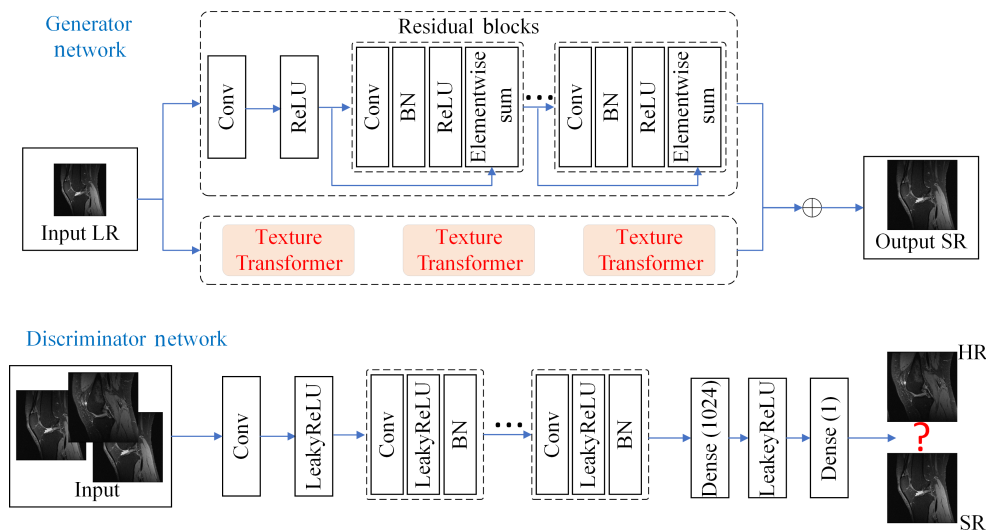 Generator
network
Residual blocks
Conv
ReLU
Conv
BN
ReLU
Elementwise
sum
...
Conv
BN
ReLU
Elementwise
sum
Input LR
Texture
Transformer
Texture
Transformer
Texture
Transformer
Output SR
Discriminator network
Input
Conv
LeakyReLU
Conv
LeakyReLU
BN
...
Conv
LeakyReLU
BN
Dense (1024)
LeakeyReLU
Dense (1)
HR
?
SR